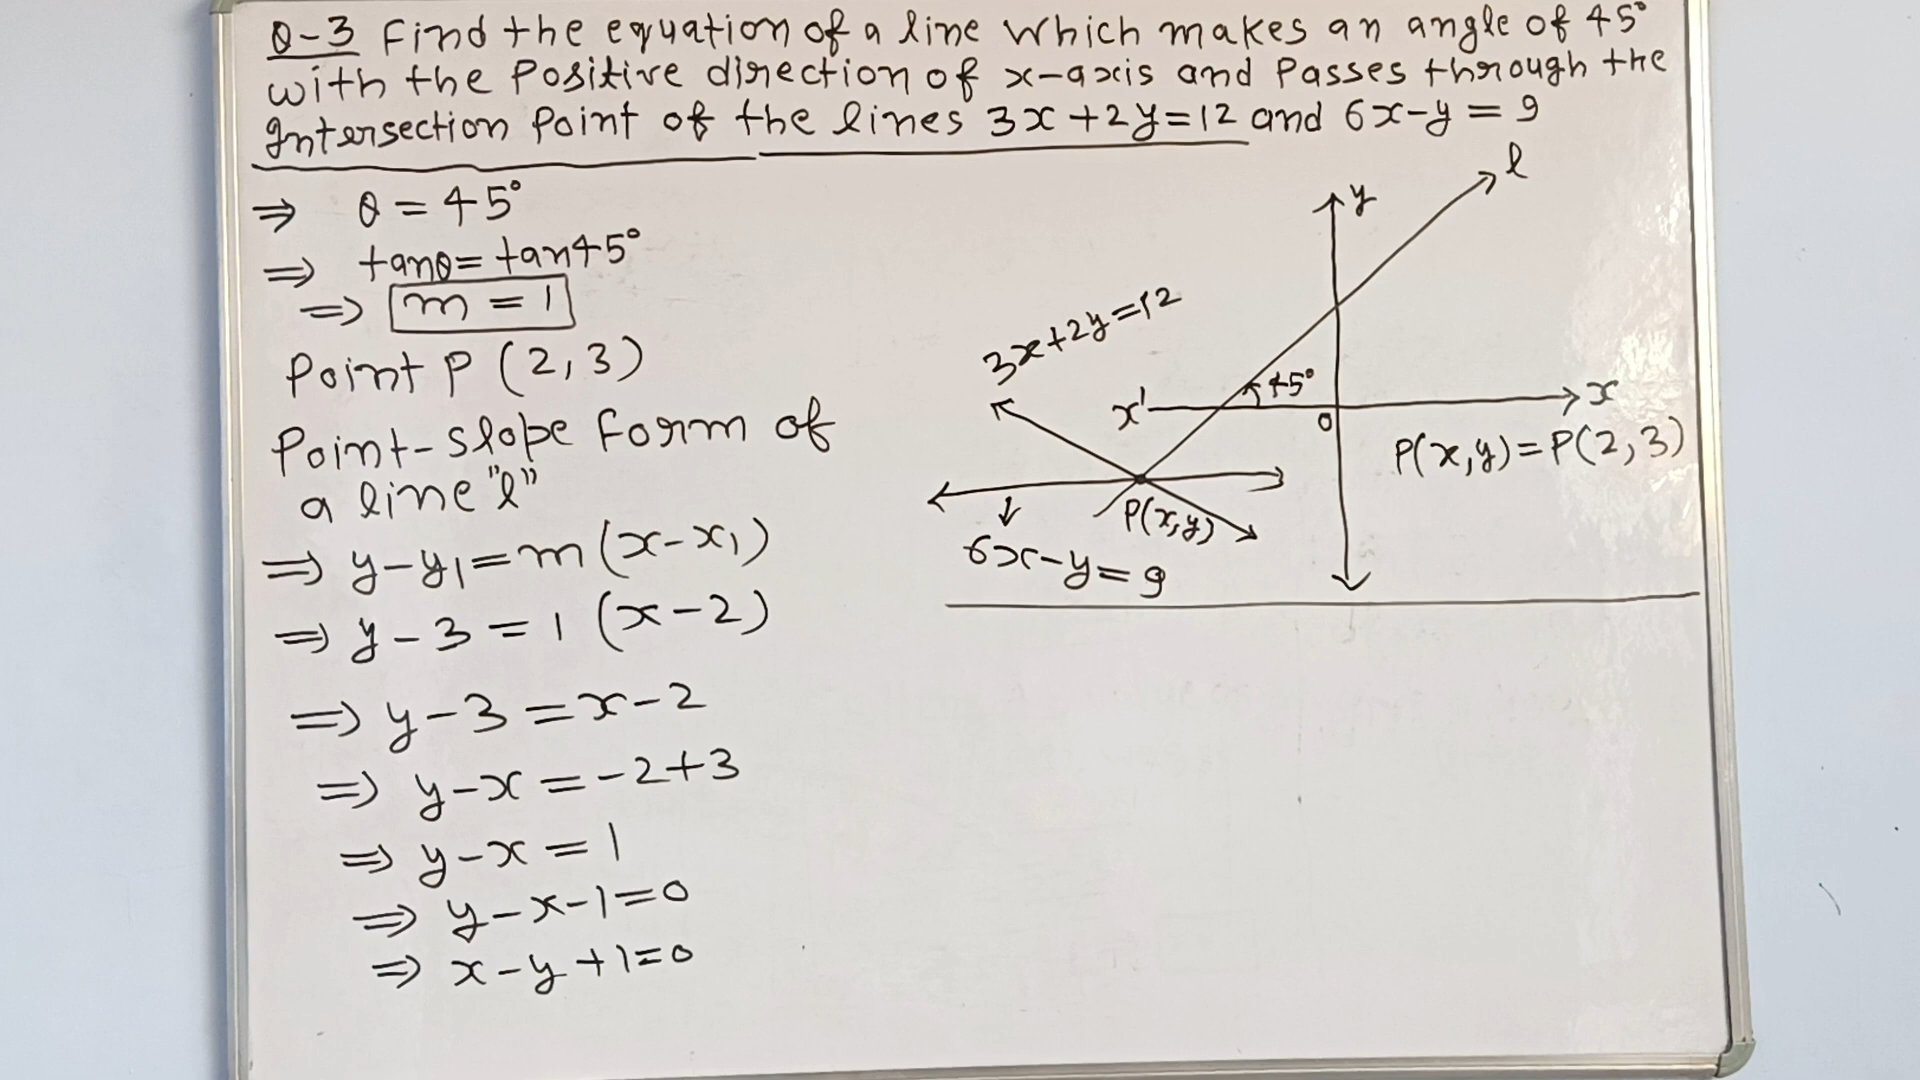 Q-3 Find the equation of a line which makes an angle of 45°
with the Positive direction of x-axis and Passes through the
Intersection Point of the lines 3x+2y=12 and 6x-y=9
⇒ θ = 45°
⇒ tanθ= tan45°
⇒ m = 1
Point P (2,3)
Point-slope Form of
a line "l"
⇒ y-y₁=m(x-x₁)
⇒ y-3=1(x-2)
⇒ y-3=x-2
⇒ y-x=-2+3
⇒ y-x=1
⇒ y-x-1=0
⇒ x-y+1=0
l
y
3x+2y=12
45°
x'
x
0
P(x,y)=P(2,3)
P(x,y)
6x-y=9